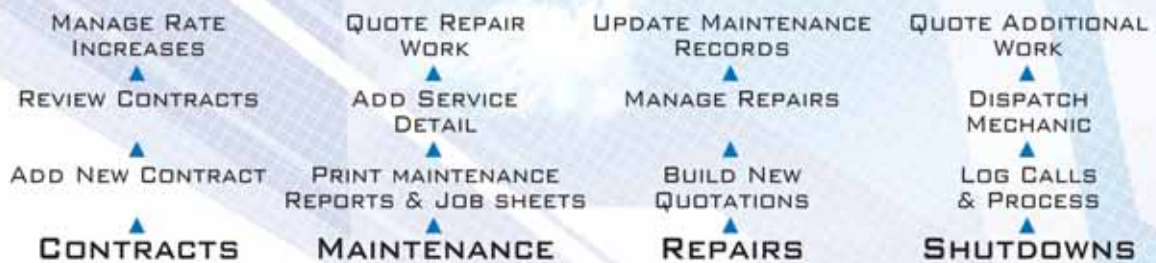 MANAGE RATE
INCREASES
REVIEW CONTRACTS
ADD NEW CONTRACT
CONTRACTS
QUOTE REPAIR
WORK
ADD SERVICE
DETAIL
PRINT MAINTENANCE
REPORTS & JOB SHEETS
MAINTENANCE
UPDATE MAINTENANCE
RECORDS
MANAGE REPAIRS
BUILD NEW
QUOTATIONS
REPAIRS
QUOTE ADDITIONAL
WORK
DISPATCH
MECHANIC
LOG CALLS
& PROCESS
SHUTDOWNS